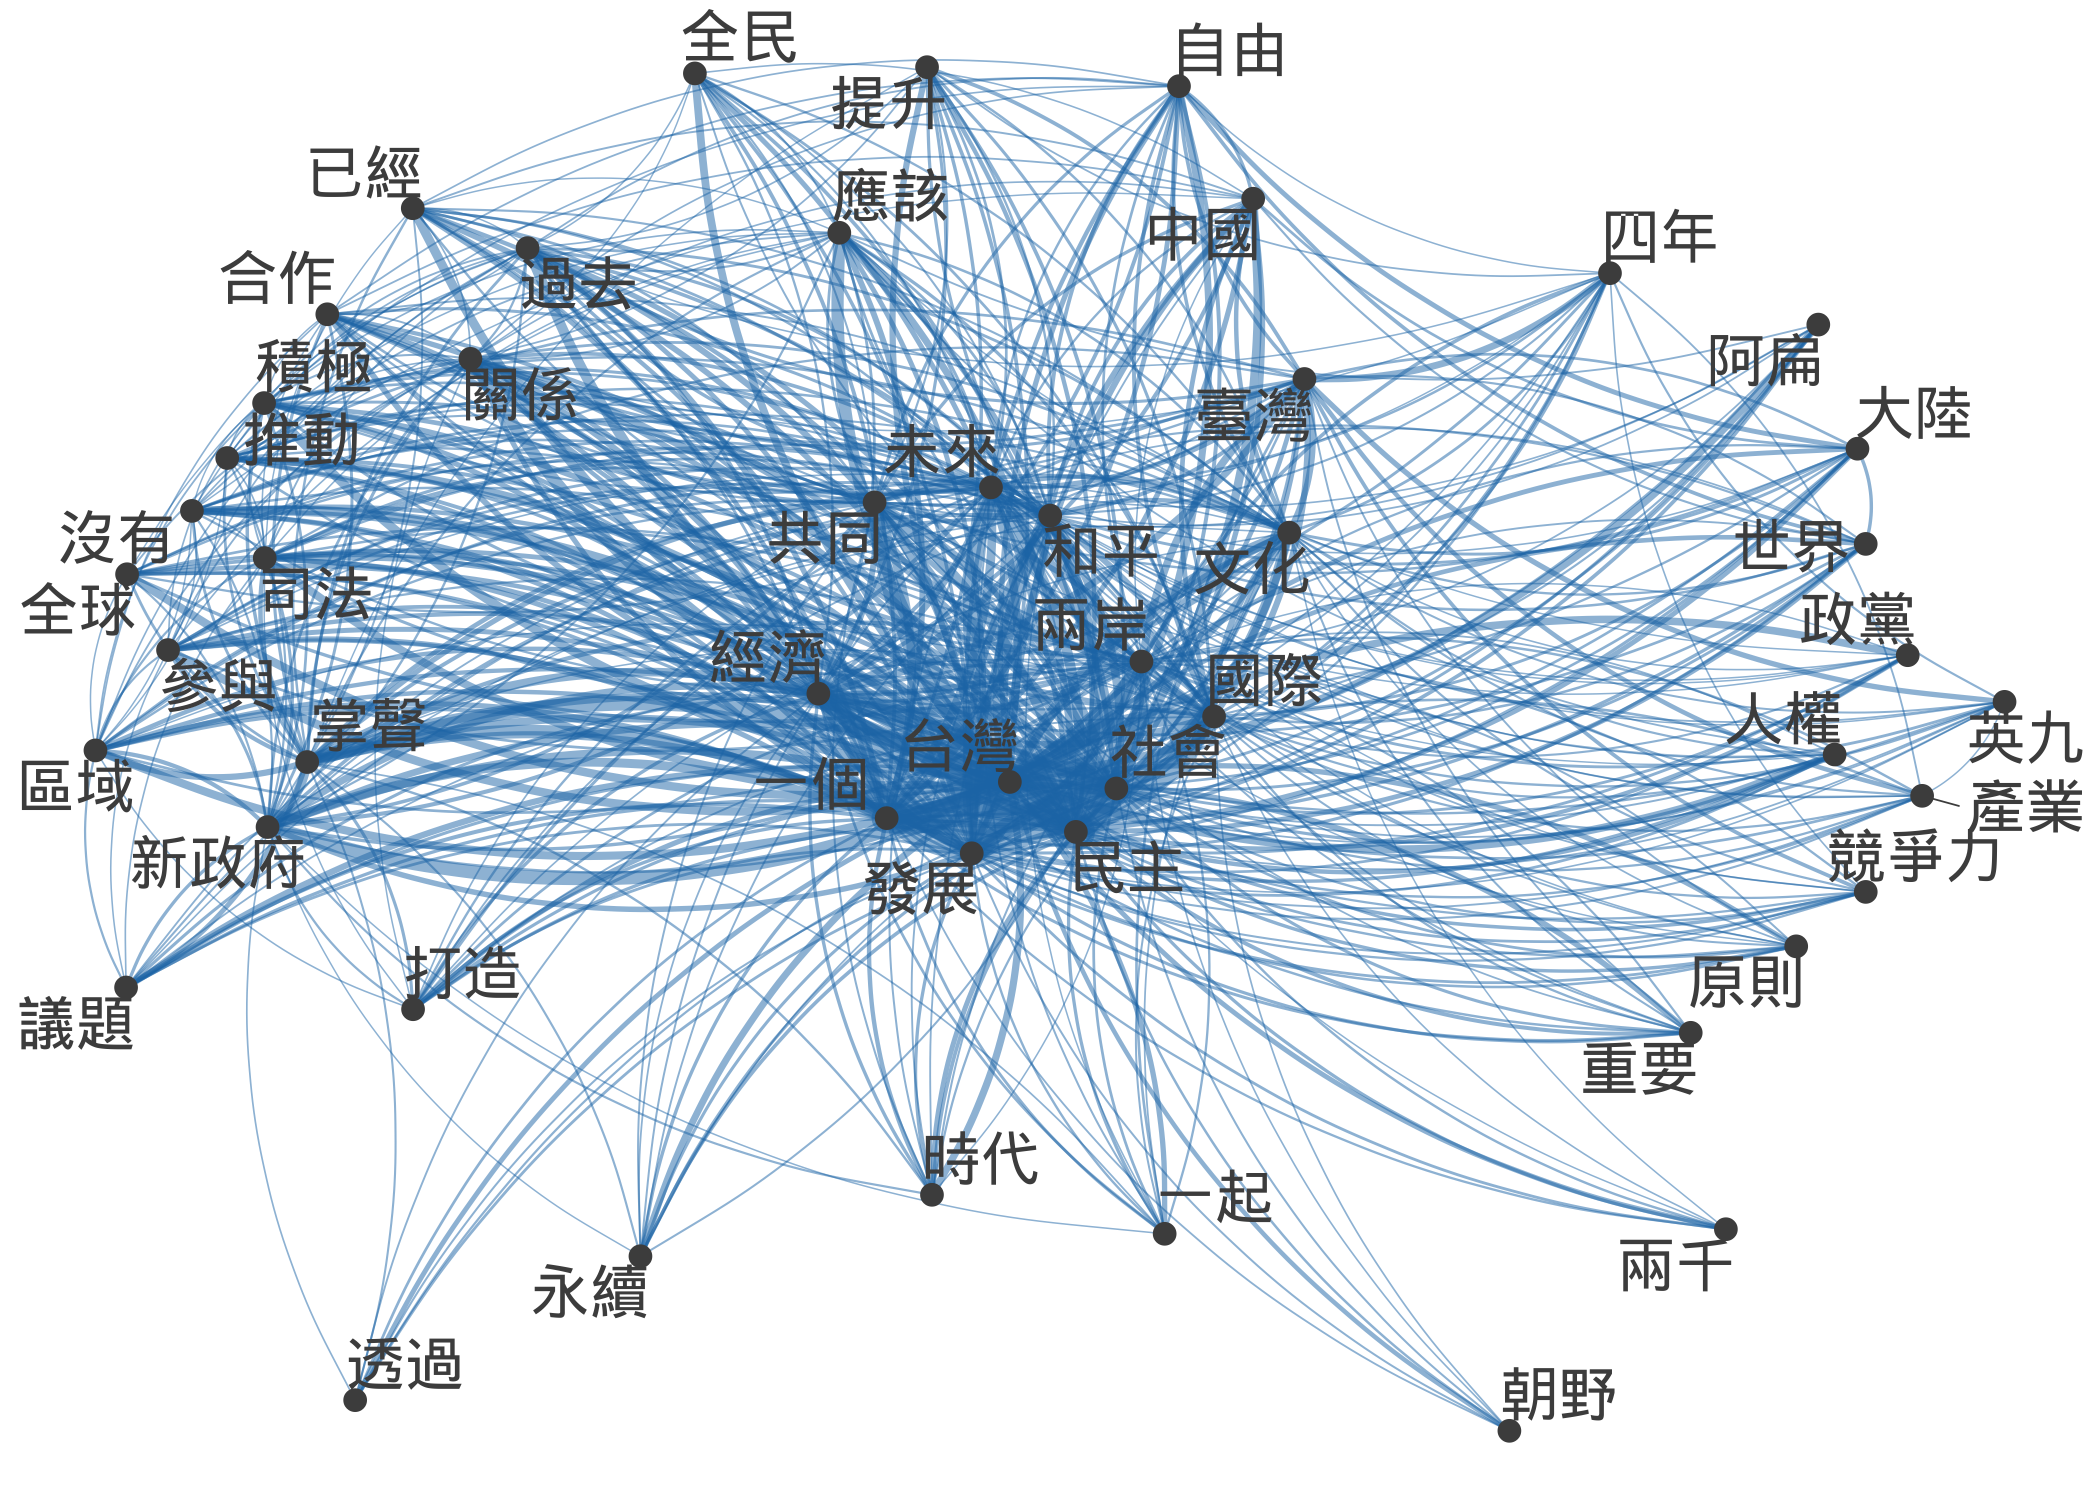 全民
提升
自由
已經
應該
中國
四年
合作
過去
積極
關係
阿扁
推動
臺灣
大陸
未來
沒有
共同
和平
世界
全球
司法
文化
兩岸
政黨
經濟
國際
參與
掌聲
人權
英九
台灣
社會
區域
一個
產業
新政府
發展
民主
競爭力
打造
原則
議題
重要
時代
一起
兩千
永續
透過
朝野